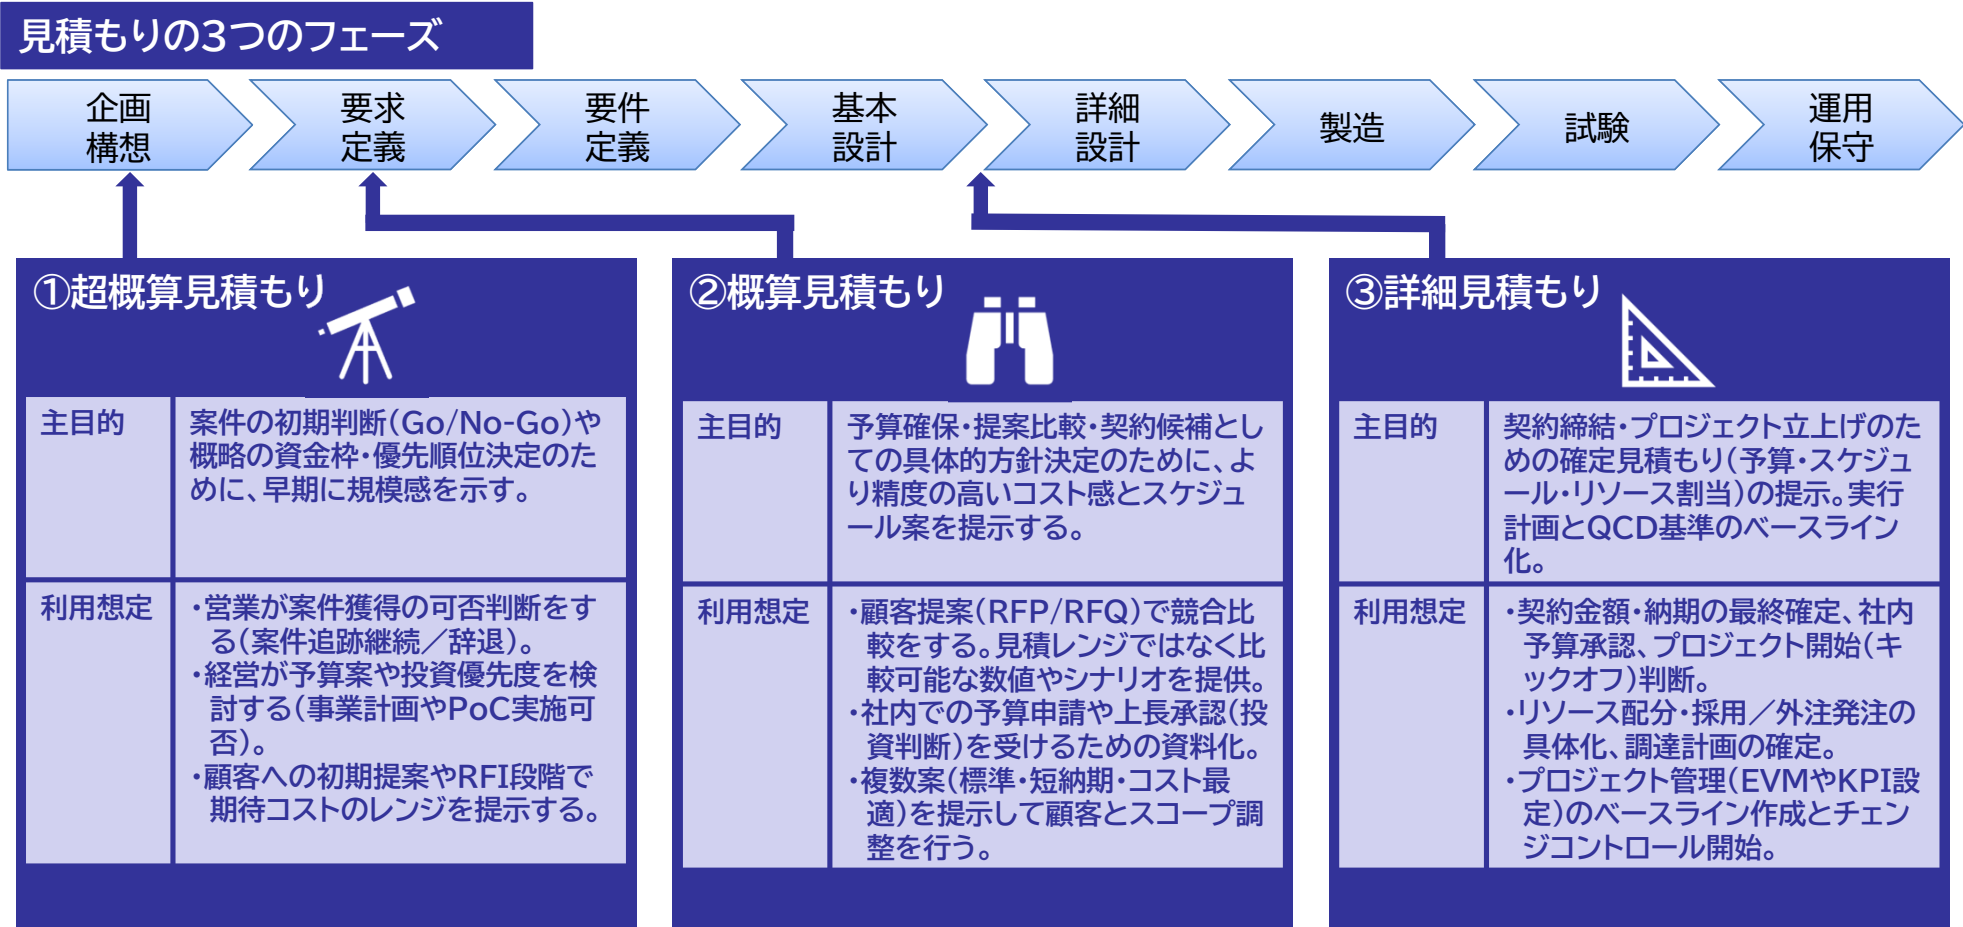 見積もりの3つのフェーズ
企画
構想
要求
定義
要件
定義
基本
設計
詳細
設計
製造
試験
運用
保守
①超概算見積もり
主目的
案件の初期判断(Go/No-Go)や
概略の資金枠・優先順位決定のた
めに、早期に規模感を示す。
利用想定
・営業が案件獲得の可否判断をす
る(案件追跡継続／辞退)。
・経営が予算案や投資優先度を検
討する(事業計画やPoC実施可
否)。
・顧客への初期提案やRFI段階で
期待コストのレンジを提示する。
②概算見積もり
主目的
予算確保・提案比較・契約候補とし
ての具体的方針決定のために、よ
り精度の高いコスト感とスケジュ
ール案を提示する。
利用想定
・顧客提案(RFP/RFQ)で競合比
較をする。見積レンジではなく比
較可能な数値やシナリオを提供。
・社内での予算申請や上長承認(投
資判断)を受けるための資料化。
・複数案(標準・短納期・コスト最
適)を提示して顧客とスコープ調
整を行う。
③詳細見積もり
主目的
契約締結・プロジェクト立上げのた
めの確定見積もり(予算・スケジュ
ール・リソース割当)の提示。実行
計画とQCD基準のベースライン
化。
利用想定
・契約金額・納期の最終確定、社内
予算承認、プロジェクト開始(キ
ックオフ)判断。
・リソース配分・採用／外注発注の
具体化、調達計画の確定。
・プロジェクト管理(EVMやKPI設
定)のベースライン作成とチェン
ジコントロール開始。